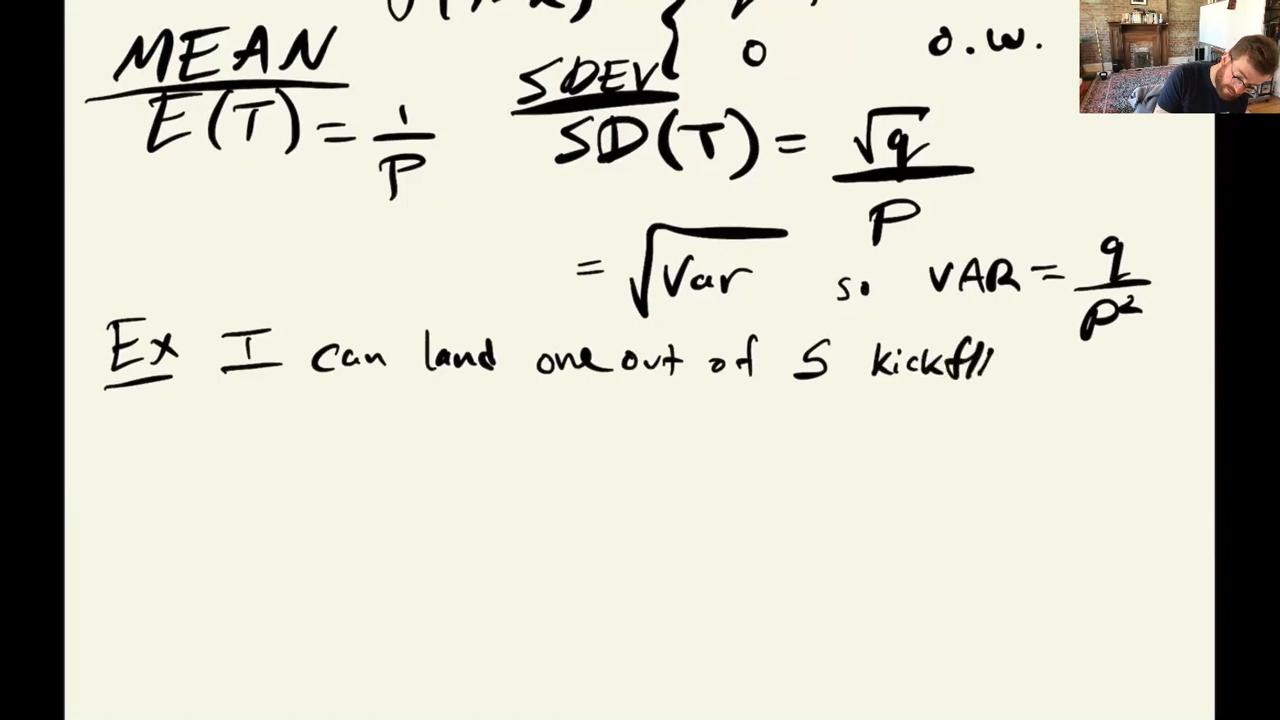 0 o.w.
MEAN SDEV
E(T) = 1/P SD(T) = √q/P
= √Var so VAR = q/P²
Ex I can land one out of 5 kickfli